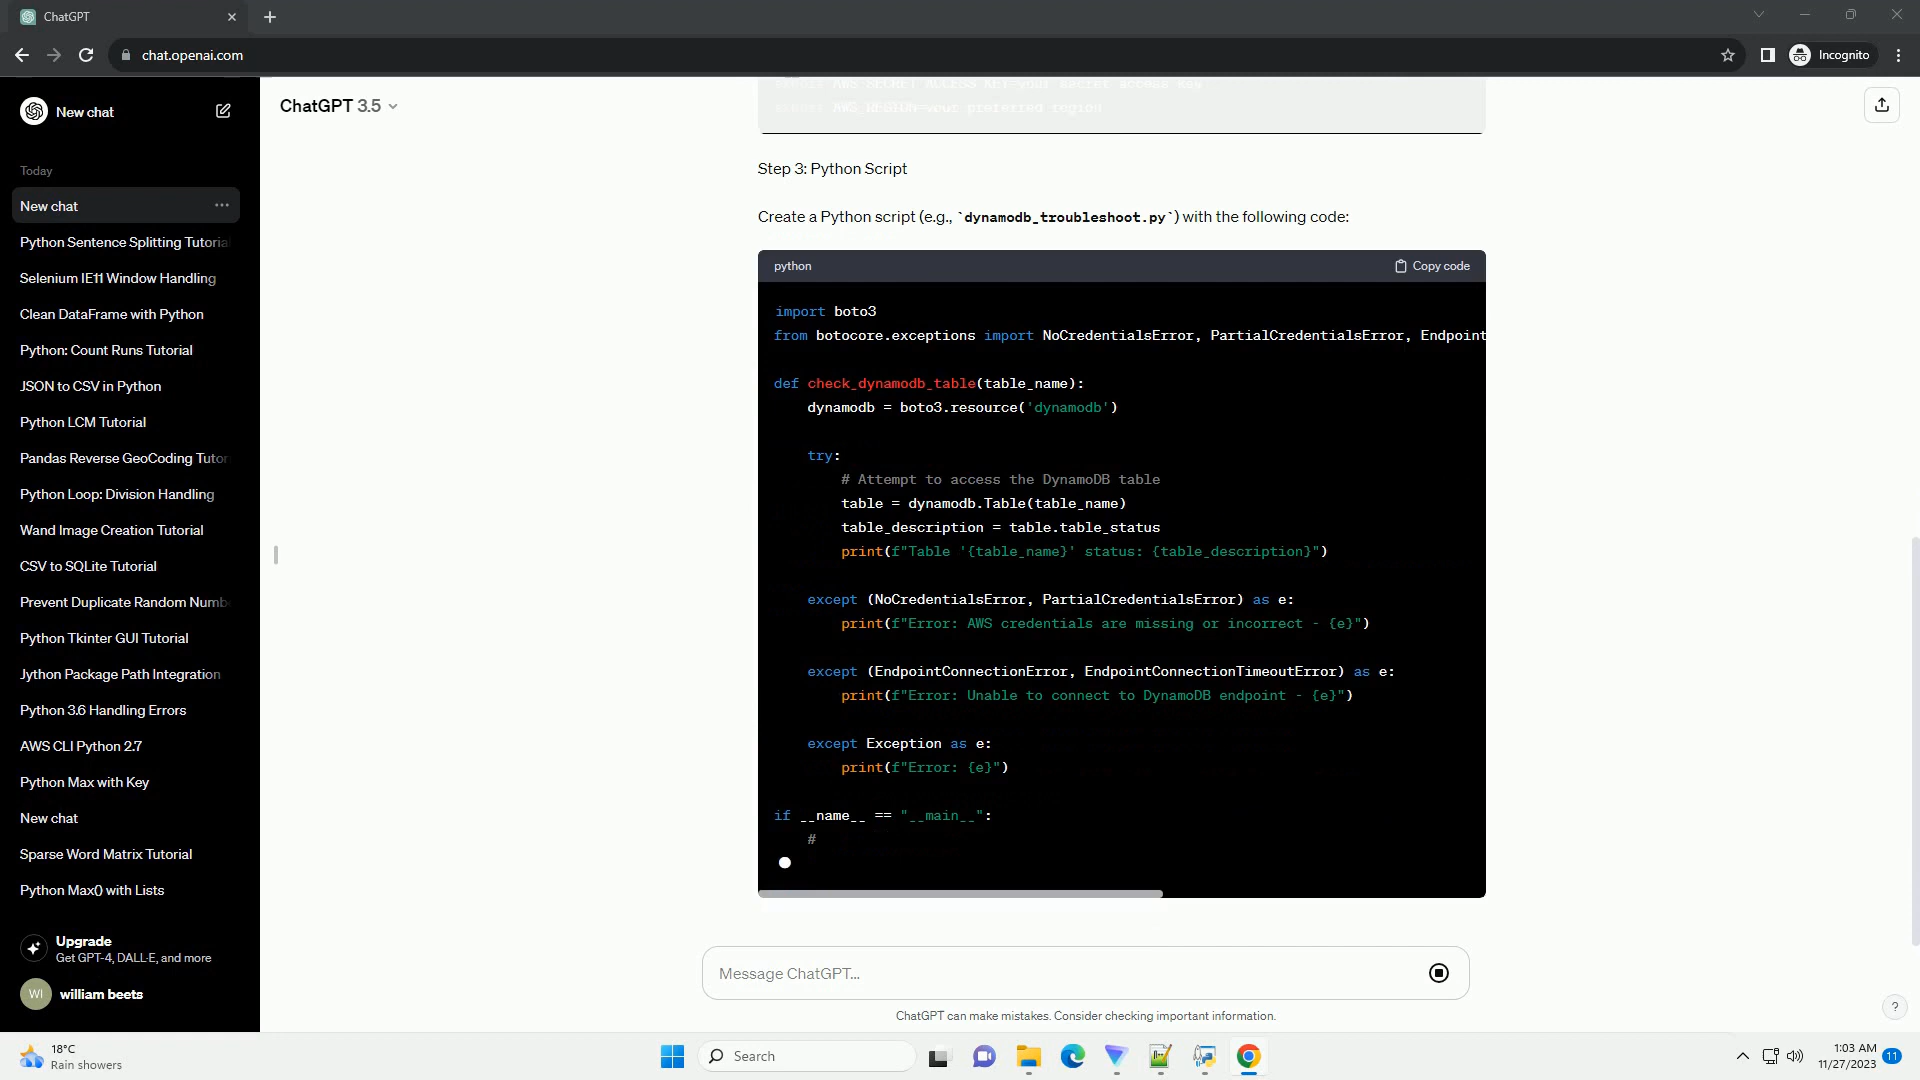 ChatGPT
chat.openai.com
Incognito
New chat
Today
New chat
Python Sentence Splitting Tutoria
Selenium IE11 Window Handling
Clean DataFrame with Python
Python: Count Runs Tutorial
JSON to CSV in Python
Python LCM Tutorial
Pandas Reverse GeoCoding Tutor
Python Loop: Division Handling
Wand Image Creation Tutorial
CSV to SQLite Tutorial
Prevent Duplicate Random Numb
Python Tkinter GUI Tutorial
Jython Package Path Integration
Python 3.6 Handling Errors
AWS CLI Python 2.7
Python Max with Key
New chat
Sparse Word Matrix Tutorial
Python Max() with Lists
Upgrade
Get GPT-4, DALL·E, and more
WI
william beets
ChatGPT 3.5
export AWS_SECRET_ACCESS_KEY=your_secret_access_key
export AWS_REGION=your_preferred_region
Step 3: Python Script
Create a Python script (e.g., `dynamodb_troubleshoot.py`) with the following code:
python
Copy code
import boto3
from botocore.exceptions import NoCredentialsError, PartialCredentialsError, Endpoint
def check_dynamodb_table(table_name):
dynamodb = boto3.resource('dynamodb')
try:
# Attempt to access the DynamoDB table
table = dynamodb.Table(table_name)
table_description = table.table_status
print(f"Table '{table_name}' status: {table_description}")
except (NoCredentialsError, PartialCredentialsError) as e:
print(f"Error: AWS credentials are missing or incorrect - {e}")
except (EndpointConnectionError, EndpointConnectionTimeoutError) as e:
print(f"Error: Unable to connect to DynamoDB endpoint - {e}")
except Exception as e:
print(f"Error: {e}")
if __name__ == "__main__":
#
Message ChatGPT...
ChatGPT can make mistakes. Consider checking important information.
?
18°C
Rain showers
Search
1:03 AM
11/27/2023
11